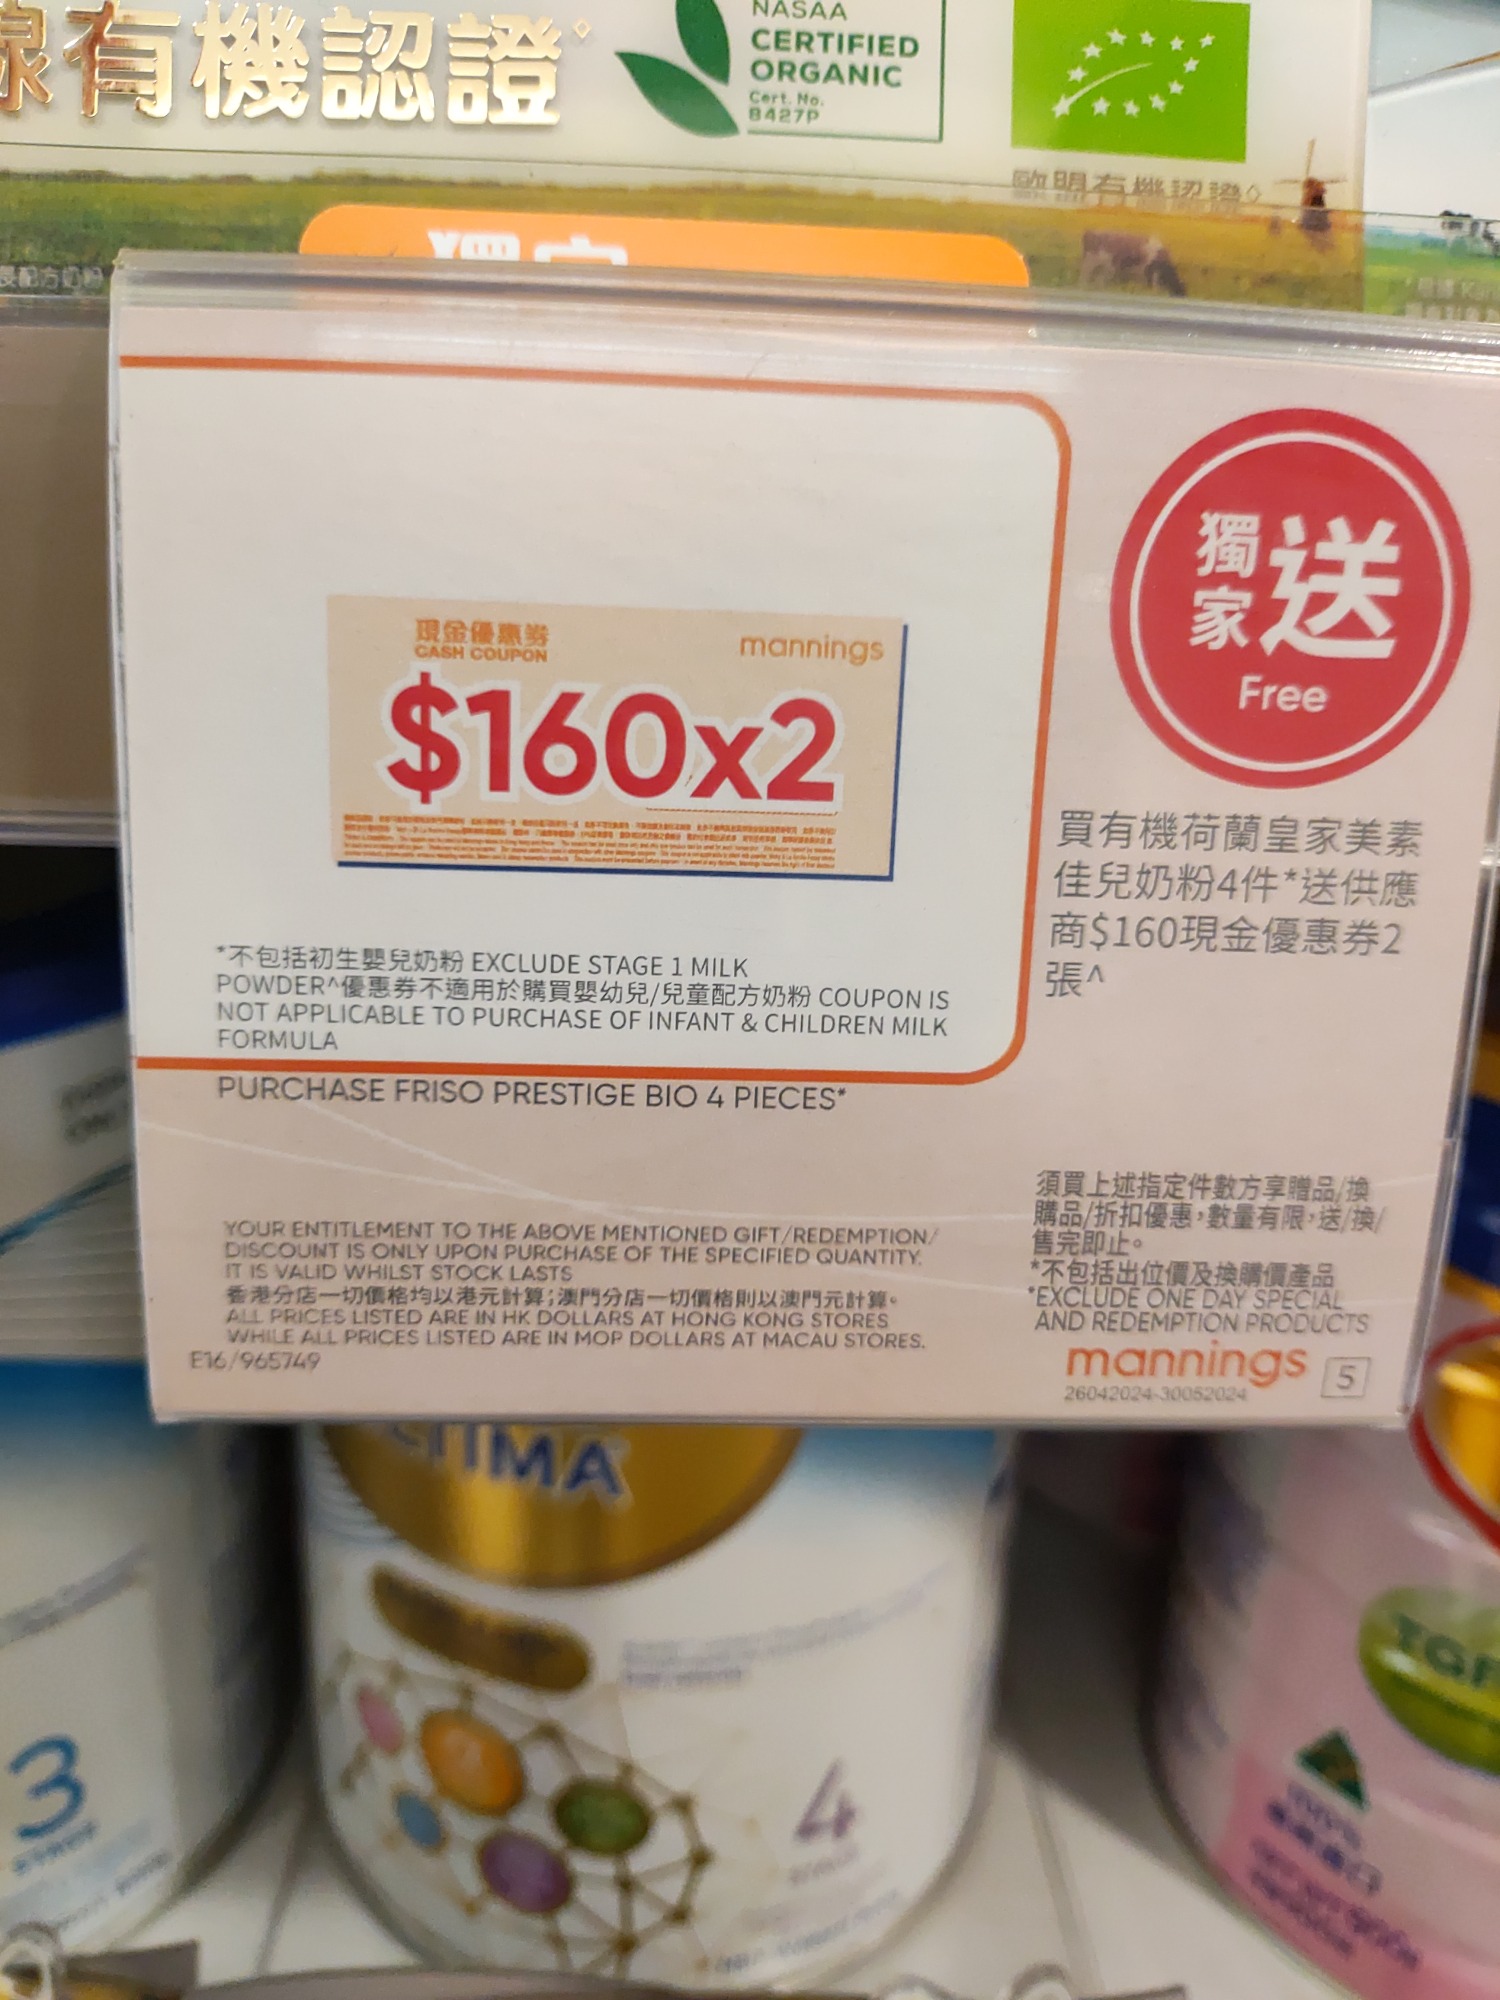 有機認證◇
NASAA
CERTIFIED
ORGANIC
Cert. No.
8427P
歐盟有機認證◇
現金優惠券
CASH COUPON
mannings
$160x2
獨家送
Free
買有機荷蘭皇家美素
佳兒奶粉4件*送供應
商$160現金優惠券2
張^
*不包括初生嬰兒奶粉 EXCLUDE STAGE 1 MILK
POWDER^優惠券不適用於購買嬰幼兒/兒童配方奶粉 COUPON IS
NOT APPLICABLE TO PURCHASE OF INFANT & CHILDREN MILK
FORMULA
PURCHASE FRISO PRESTIGE BIO 4 PIECES*
YOUR ENTITLEMENT TO THE ABOVE MENTIONED GIFT/REDEMPTION/
DISCOUNT IS ONLY UPON PURCHASE OF THE SPECIFIED QUANTITY.
IT IS VALID WHILST STOCK LASTS
香港分店一切價格均以港元計算;澳門分店一切價格則以澳門元計算。
ALL PRICES LISTED ARE IN HK DOLLARS AT HONG KONG STORES
WHILE ALL PRICES LISTED ARE IN MOP DOLLARS AT MACAU STORES.
E16/965749
須買上述指定件數方享贈品/換
購品/折扣優惠,數量有限,送/換/
售完即止。
*不包括出位價及換購價產品
*EXCLUDE ONE DAY SPECIAL
AND REDEMPTION PRODUCTS
mannings 5
26042024-30052024
3
4